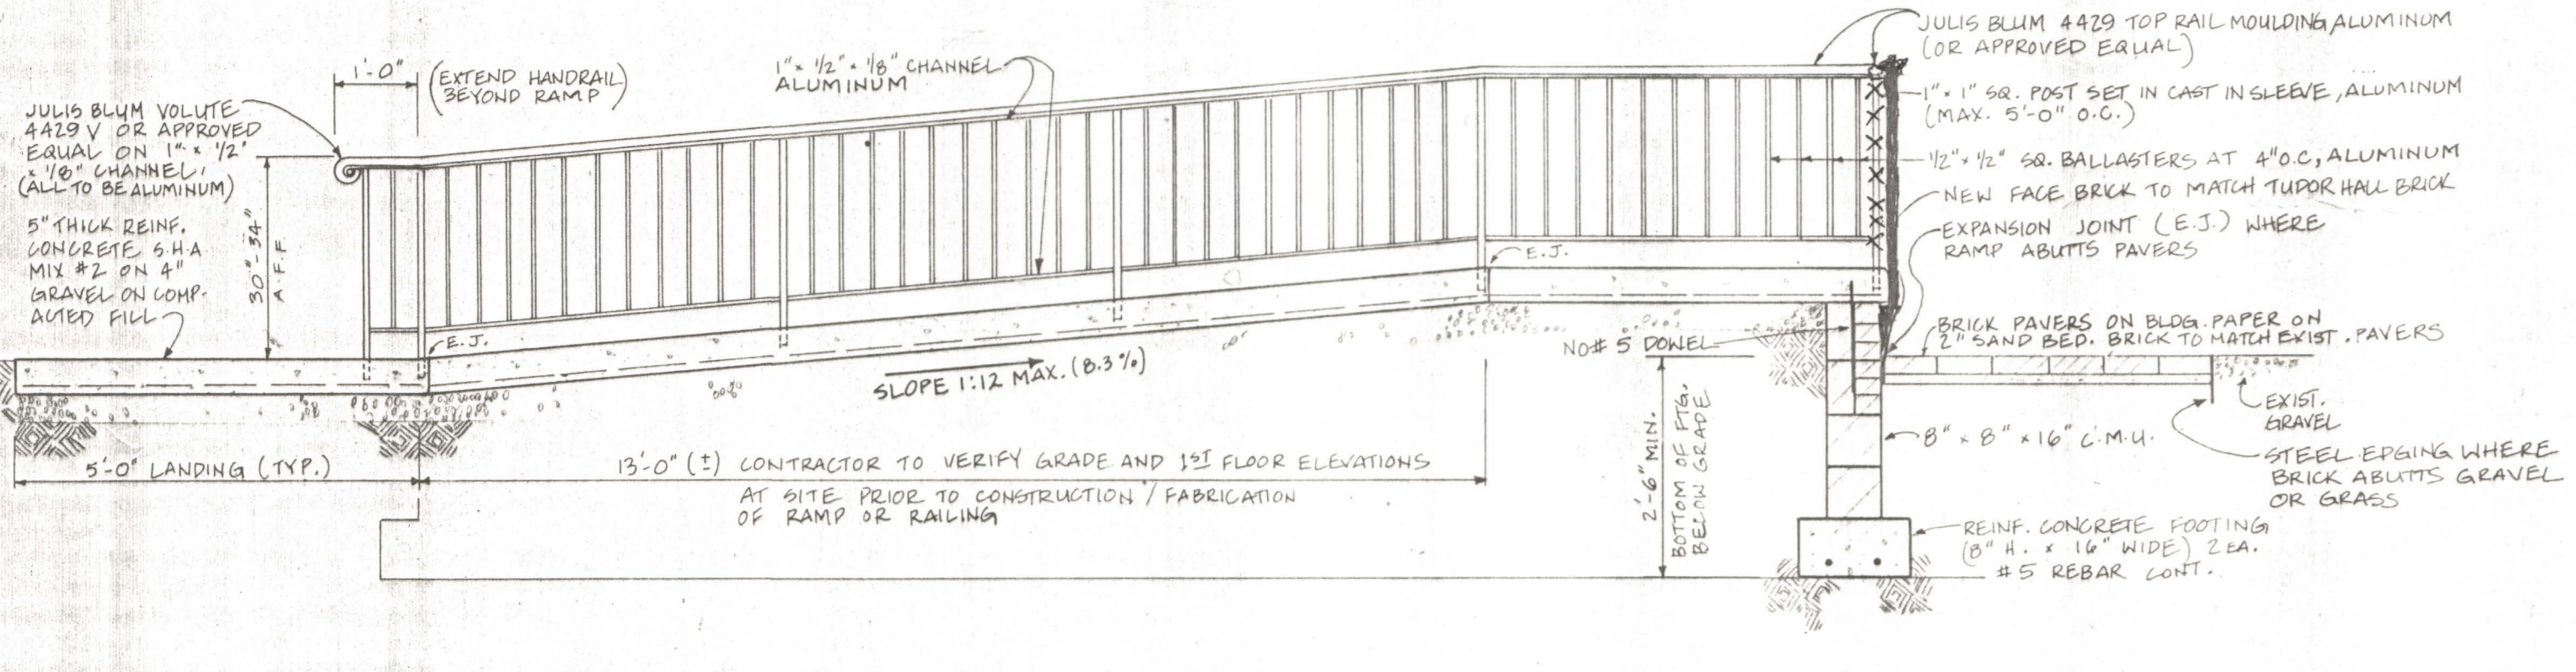 JULIS BLUM VOLUTE
4429 V OR APPROVED
EQUAL ON 1" x 1/2"
x 1/8" CHANNEL,
(ALL TO BE ALUMINUM)
5" THICK REINF.
CONCRETE S.H.A
MIX #2 ON 4"
GRAVEL ON COMP-
ACTED FILL
1'-0"
(EXTEND HANDRAIL
BEYOND RAMP)
30"-34"
A.F.F
1" x 1/2" x 1/8" CHANNEL
ALUMINUM
E.J.
SLOPE 1:12 MAX. (8.3%)
5'-0" LANDING (TYP.)
13'-0" (±) CONTRACTOR TO VERIFY GRADE AND 1ST FLOOR ELEVATIONS
AT SITE PRIOR TO CONSTRUCTION / FABRICATION
OF RAMP OR RAILING
E.J.
NO# 5 DOWEL
2'-6" MIN.
BOTTOM OF FTG.
BELOW GRADE
JULIS BLUM 4429 TOP RAIL MOULDING, ALUMINUM
(OR APPROVED EQUAL)
1" x 1" SQ. POST SET IN CAST IN SLEEVE, ALUMINUM
(MAX. 5'-0" O.C.)
1/2" x 1/2" SQ. BALLASTERS AT 4" O.C, ALUMINUM
NEW FACE BRICK TO MATCH TUDOR HALL BRICK
EXPANSION JOINT (E.J.) WHERE
RAMP ABUTTS PAVERS
BRICK PAVERS ON BLDG. PAPER ON
2" SAND BED. BRICK TO MATCH EXIST. PAVERS
EXIST.
GRAVEL
8" x 8" x 16" C.M.U.
STEEL EDGING WHERE
BRICK ABUTTS GRAVEL
OR GRASS
REINF. CONCRETE FOOTING
(8" H. x 16" WIDE) 2 EA.
#5 REBAR CONT.